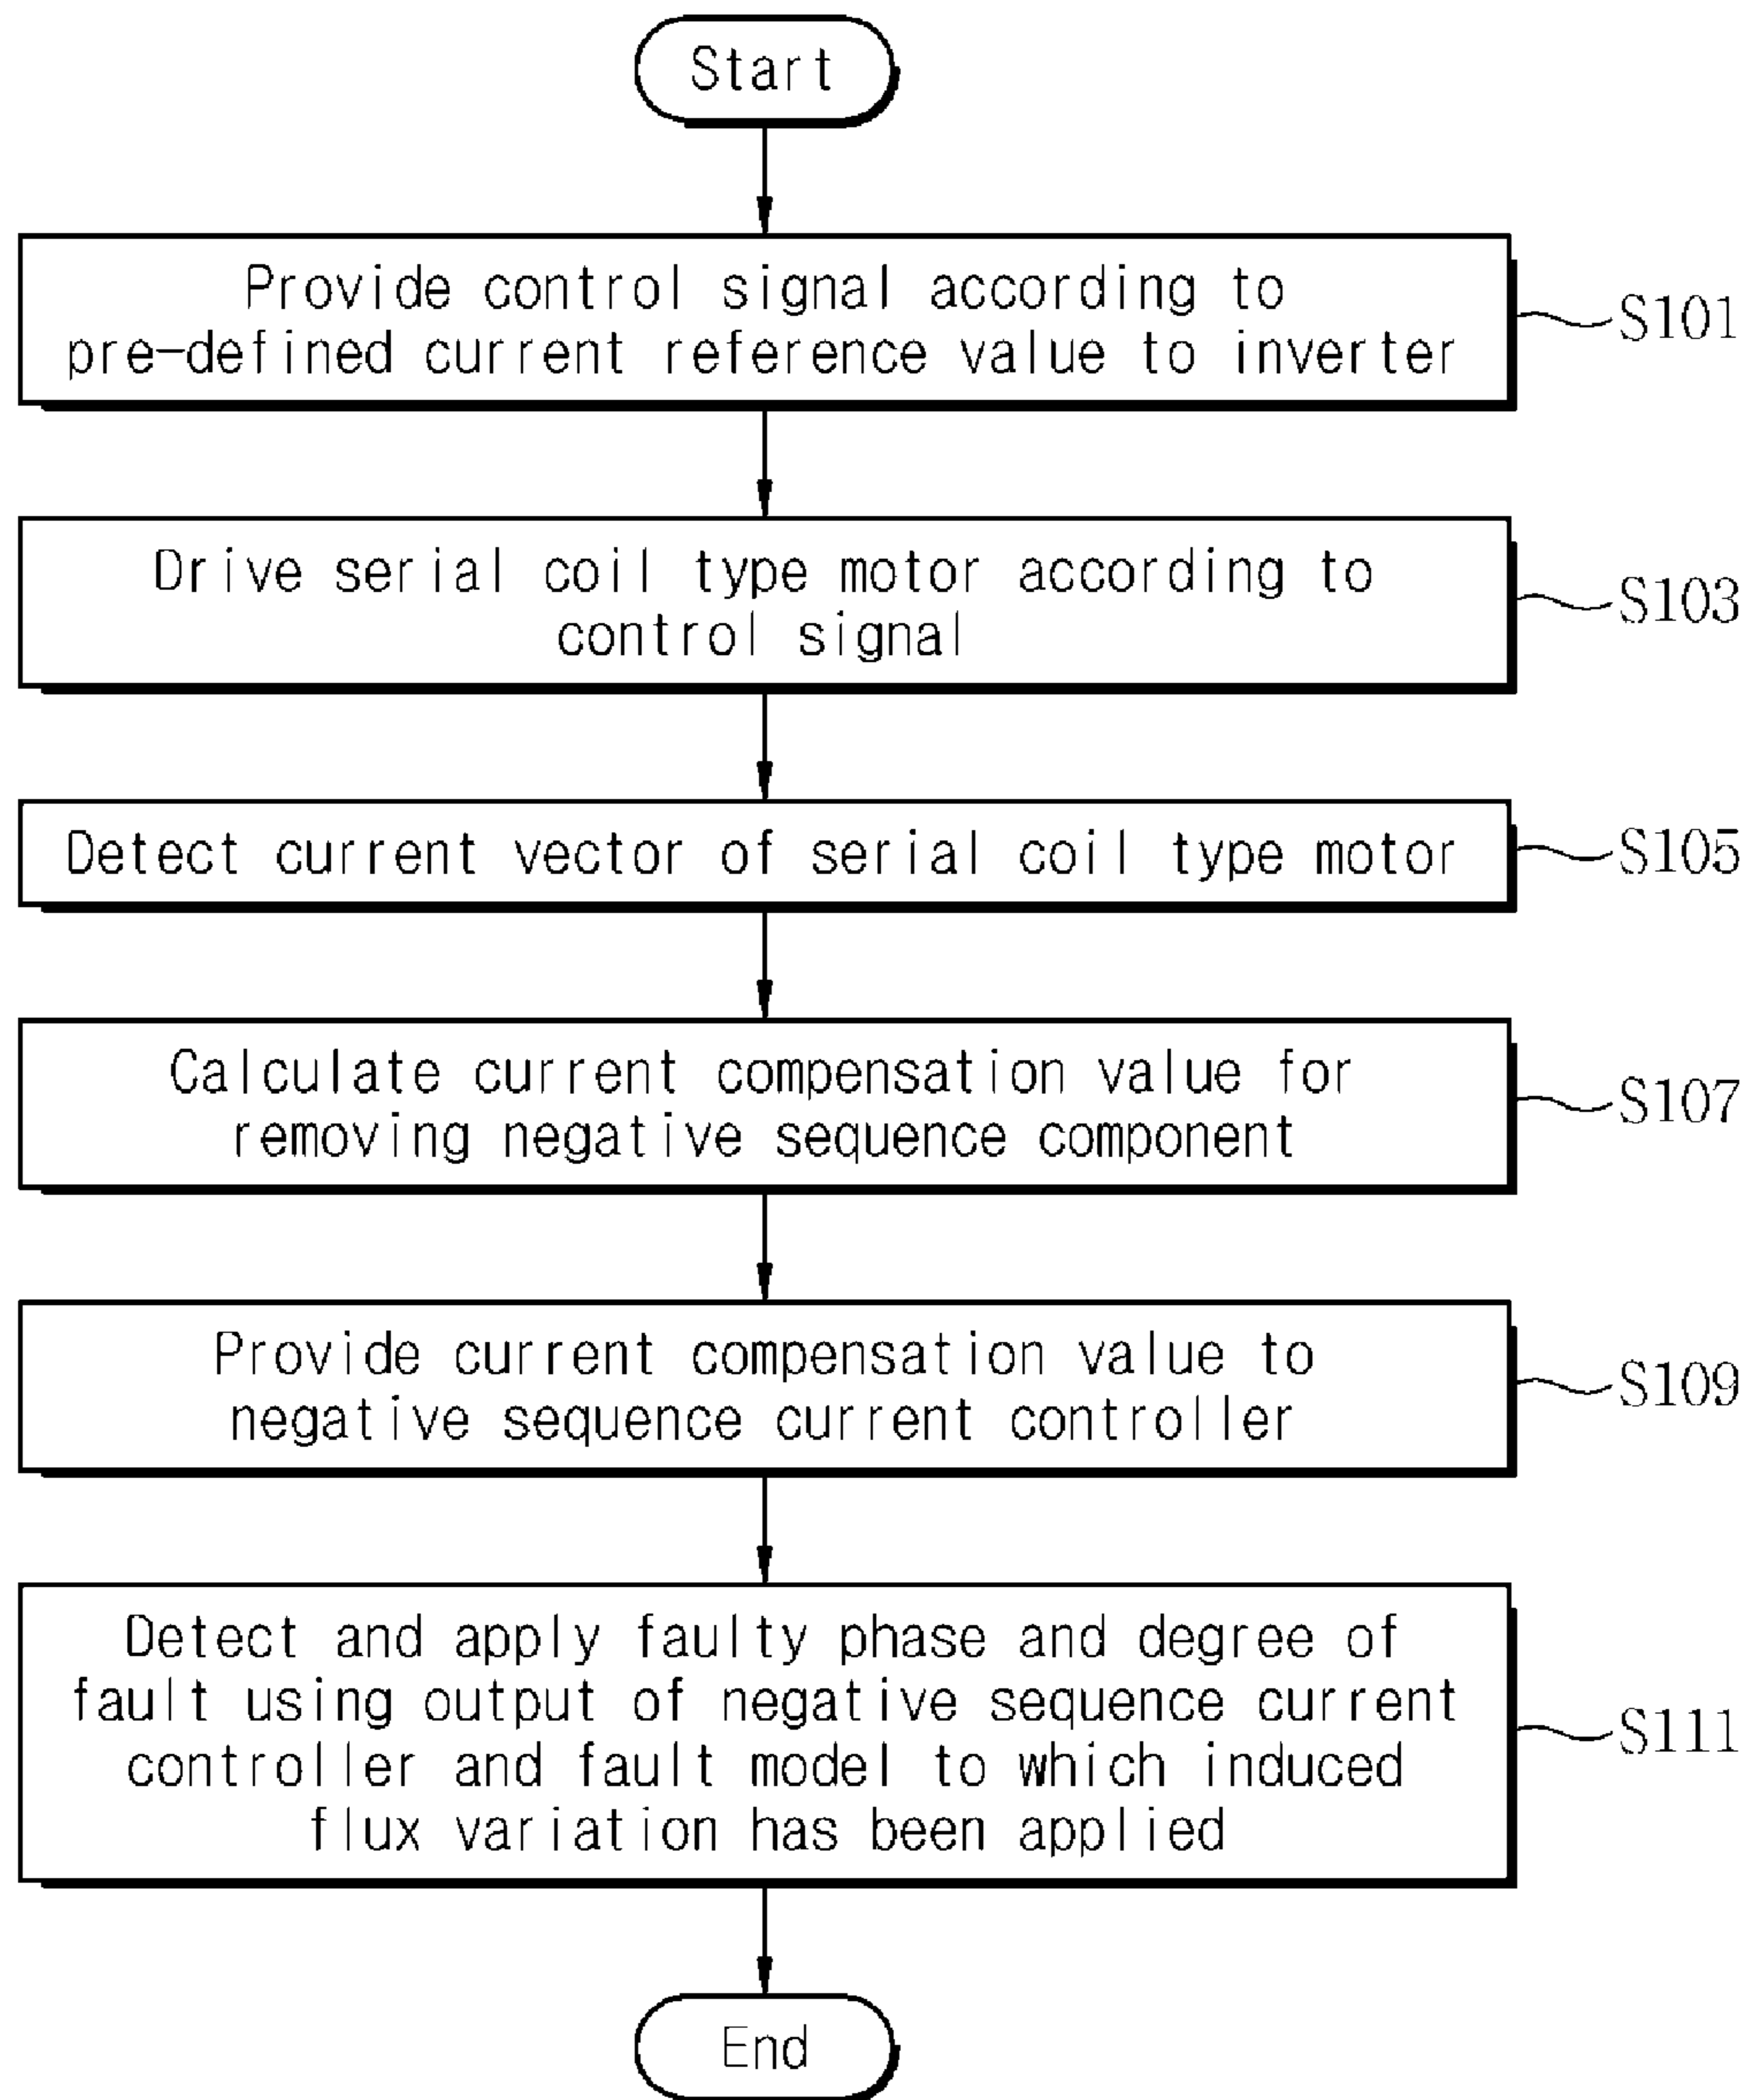 Start
Provide control signal according to
pre-defined current reference value to inverter
S101
Drive serial coil type motor according to
control signal
S103
Detect current vector of serial coil type motor
S105
Calculate current compensation value for
removing negative sequence component
S107
Provide current compensation value to
negative sequence current controller
S109
Detect and apply faulty phase and degree of
fault using output of negative sequence current
controller and fault model to which induced
flux variation has been applied
S111
End